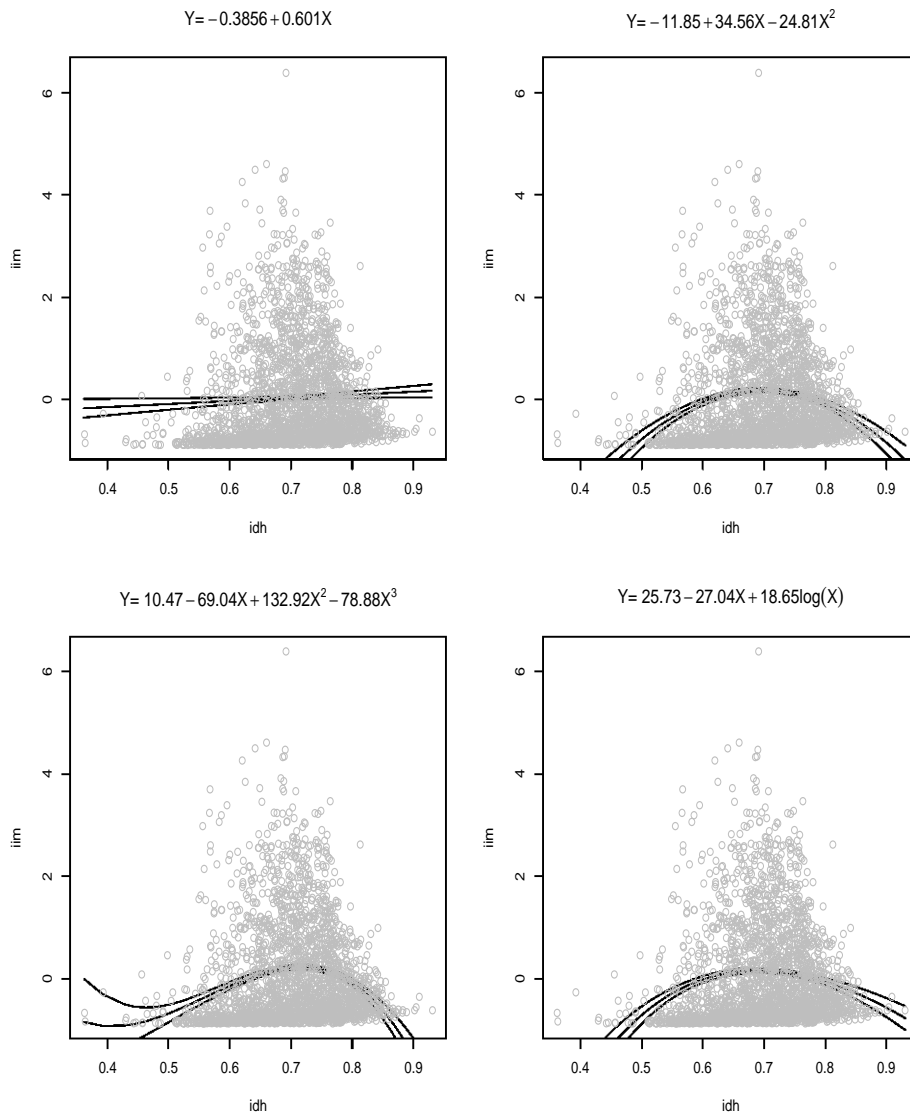 Y= −0.3856 + 0.601X
iim
6
4
2
0
0.4 0.5 0.6 0.7 0.8 0.9
idh
Y= −11.85 + 34.56X − 24.81X²
iim
6
4
2
0
0.4 0.5 0.6 0.7 0.8 0.9
idh
Y= 10.47 − 69.04X + 132.92X² − 78.88X³
iim
6
4
2
0
0.4 0.5 0.6 0.7 0.8 0.9
idh
Y= 25.73 − 27.04X + 18.65log(X)
iim
6
4
2
0
0.4 0.5 0.6 0.7 0.8 0.9
idh